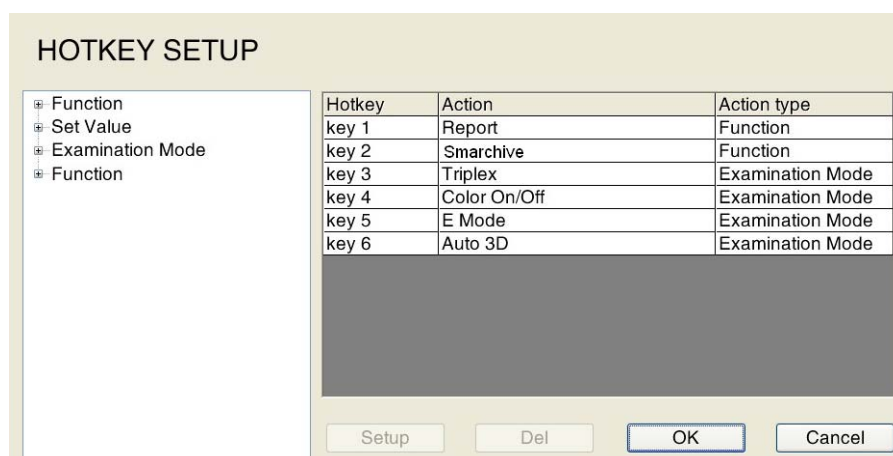 HOTKEY SETUP
Function
Set Value
Examination Mode
Function
Hotkey Action Action type
key 1 Report Function
key 2 Smarchive Function
key 3 Triplex Examination Mode
key 4 Color On/Off Examination Mode
key 5 E Mode Examination Mode
key 6 Auto 3D Examination Mode
Setup Del OK Cancel